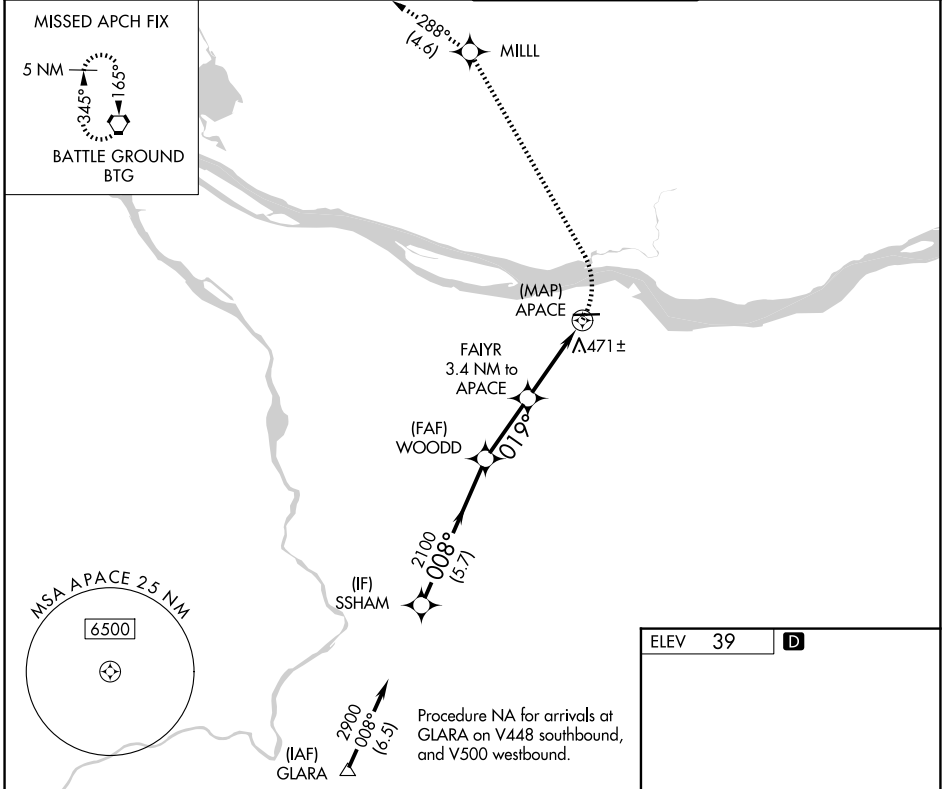 MISSED APCH FIX
5 NM
345°
165°
BATTLE GROUND
BTG
288°
(4.6)
MILLL
(MAP)
APACE
471±
FAIYR
3.4 NM to
APACE
(FAF)
WOODD
019°
2100
008°
(5.7)
(IF)
SSHAM
MSA APACE 25 NM
6500
2900
008°
(6.5)
(IAF)
GLARA
Procedure NA for arrivals at
GLARA on V448 southbound,
and V500 westbound.
ELEV 39 D